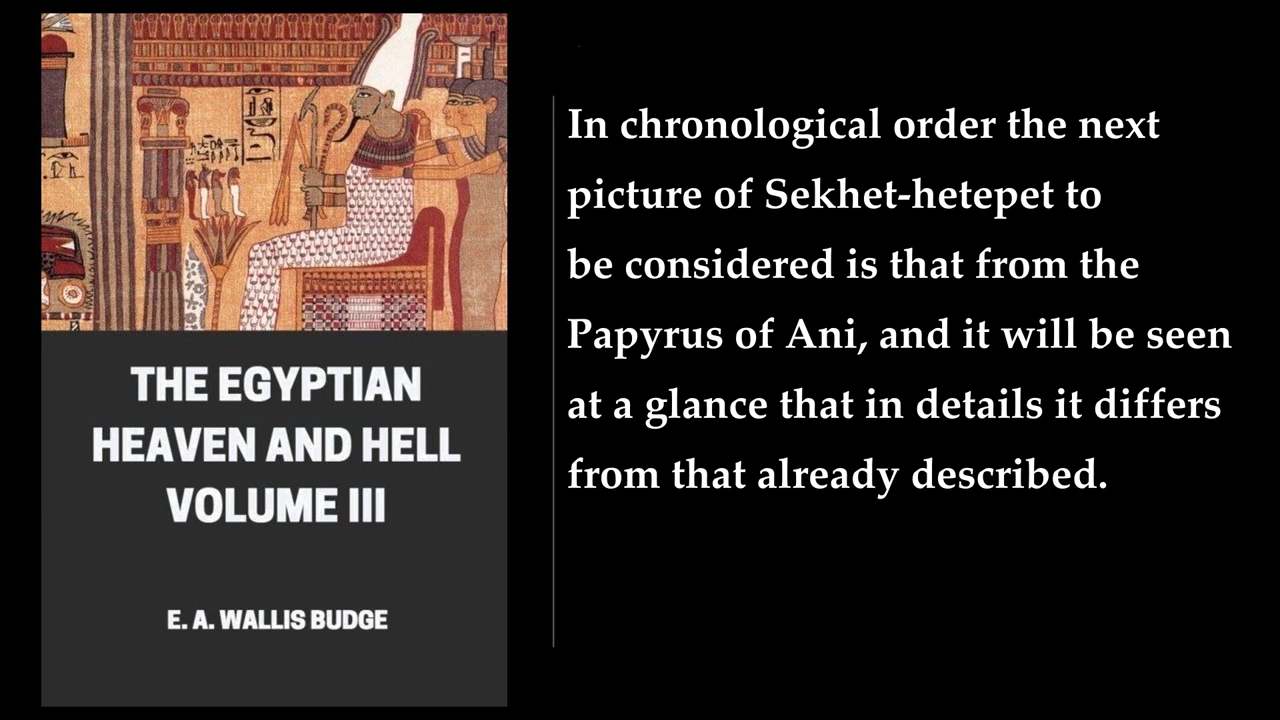 THE EGYPTIAN
HEAVEN AND HELL
VOLUME III
E. A. WALLIS BUDGE
In chronological order the next
picture of Sekhet-hetepet to
be considered is that from the
Papyrus of Ani, and it will be seen
at a glance that in details it differs
from that already described.